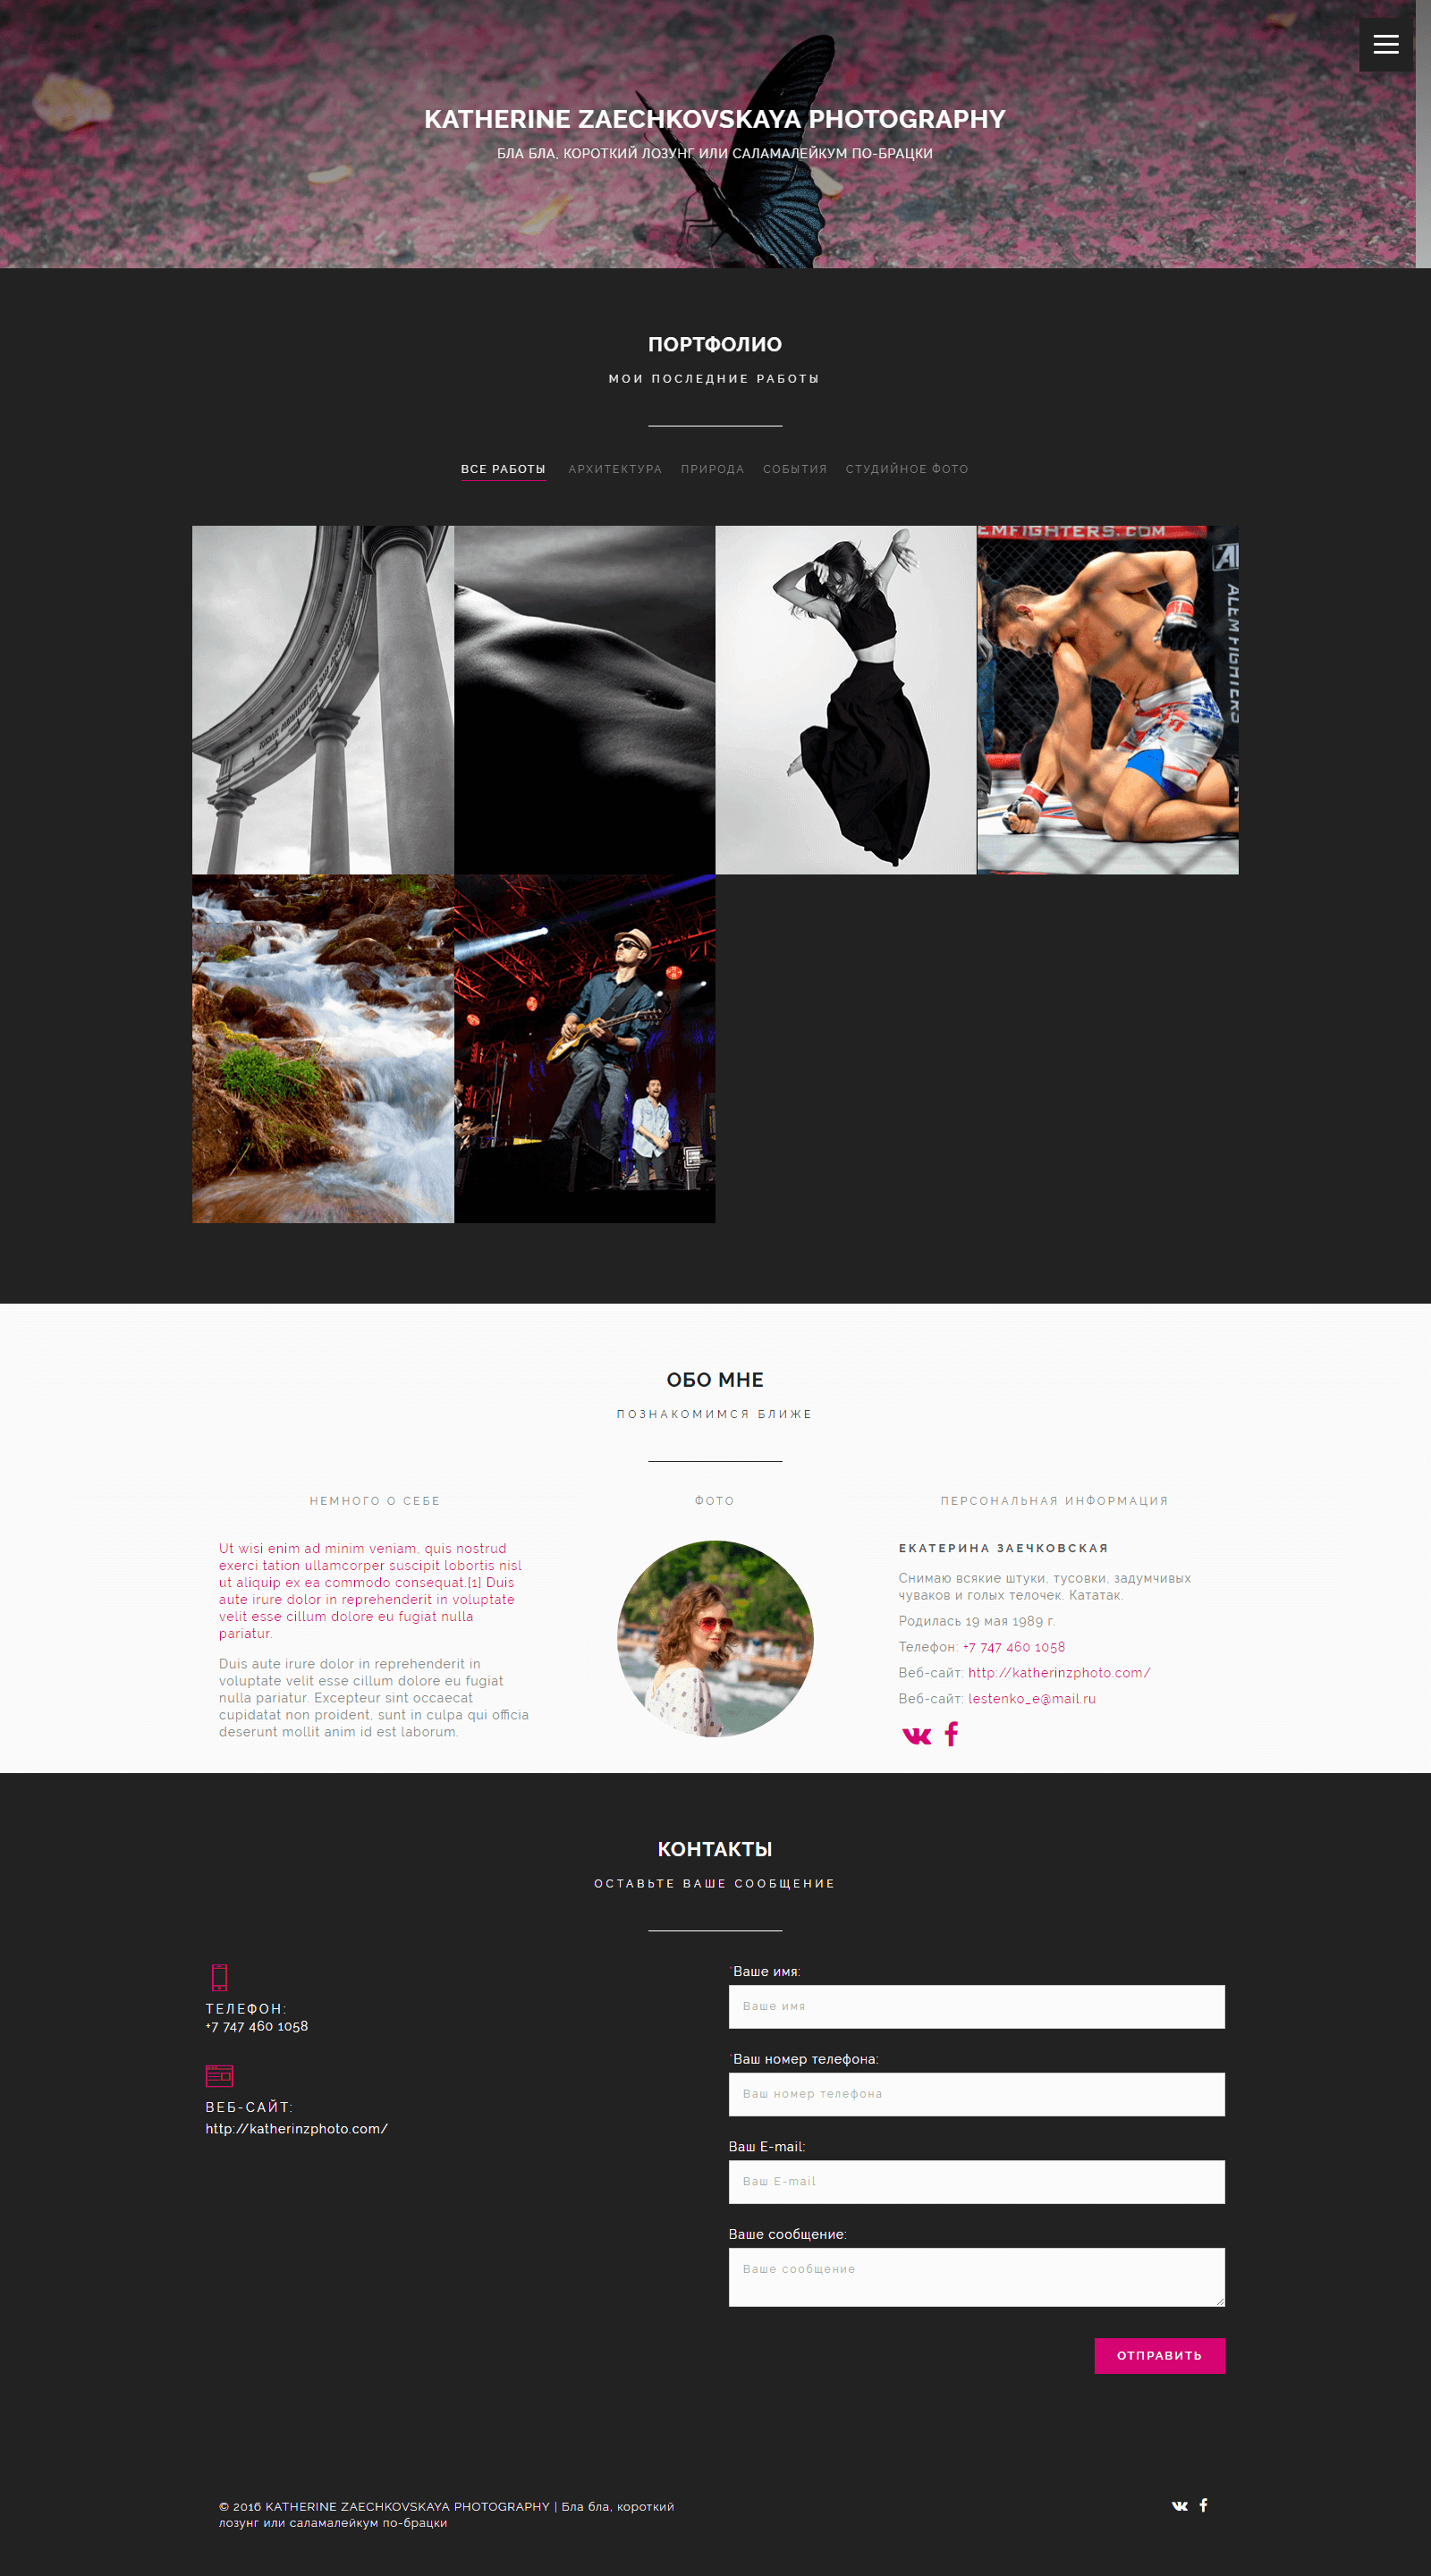 KATHERINE ZAECHKOVSKAYA PHOTOGRAPHY
БЛА БЛА, КОРОТКИЙ ЛОЗУНГ ИЛИ САЛАМАЛЕЙКУМ ПО-БРАЦКИ
ПОРТФОЛИО
МОИ ПОСЛЕДНИЕ РАБОТЫ
ВСЕ РАБОТЫ АРХИТЕКТУРА ПРИРОДА СОБЫТИЯ СТУДИЙНОЕ ФОТО
EMFIGHTERS.COM
ALEM FIGHTERS
ОБО МНЕ
ПОЗНАКОМИМСЯ БЛИЖЕ
НЕМНОГО О СЕБЕ
Ut wisi enim ad minim veniam, quis nostrud
exerci tation ullamcorper suscipit lobortis nisl
ut aliquip ex ea commodo consequat.[1] Duis
aute irure dolor in reprehenderit in voluptate
velit esse cillum dolore eu fugiat nulla
pariatur.
Duis aute irure dolor in reprehenderit in
voluptate velit esse cillum dolore eu fugiat
nulla pariatur. Excepteur sint occaecat
cupidatat non proident, sunt in culpa qui officia
deserunt mollit anim id est laborum.
ФОТО
ПЕРСОНАЛЬНАЯ ИНФОРМАЦИЯ
ЕКАТЕРИНА ЗАЕЧКОВСКАЯ
Снимаю всякие штуки, тусовки, задумчивых
чуваков и голых телочек. Кататак.
Родилась 19 мая 1989 г.
Телефон: +7 747 460 1058
Веб-сайт: http://katherinzphoto.com/
Веб-сайт: lestenko_e@mail.ru
КОНТАКТЫ
ОСТАВЬТЕ ВАШЕ СООБЩЕНИЕ
ТЕЛЕФОН:
+7 747 460 1058
ВЕБ-САЙТ:
http://katherinzphoto.com/
*Ваше имя:
Ваше имя
*Ваш номер телефона:
Ваш номер телефона
Ваш E-mail:
Ваш E-mail
Ваше сообщение:
Ваше сообщение
ОТПРАВИТЬ
© 2016 KATHERINE ZAECHKOVSKAYA PHOTOGRAPHY | Бла бла, короткий
лозунг или саламалейкум по-брацки